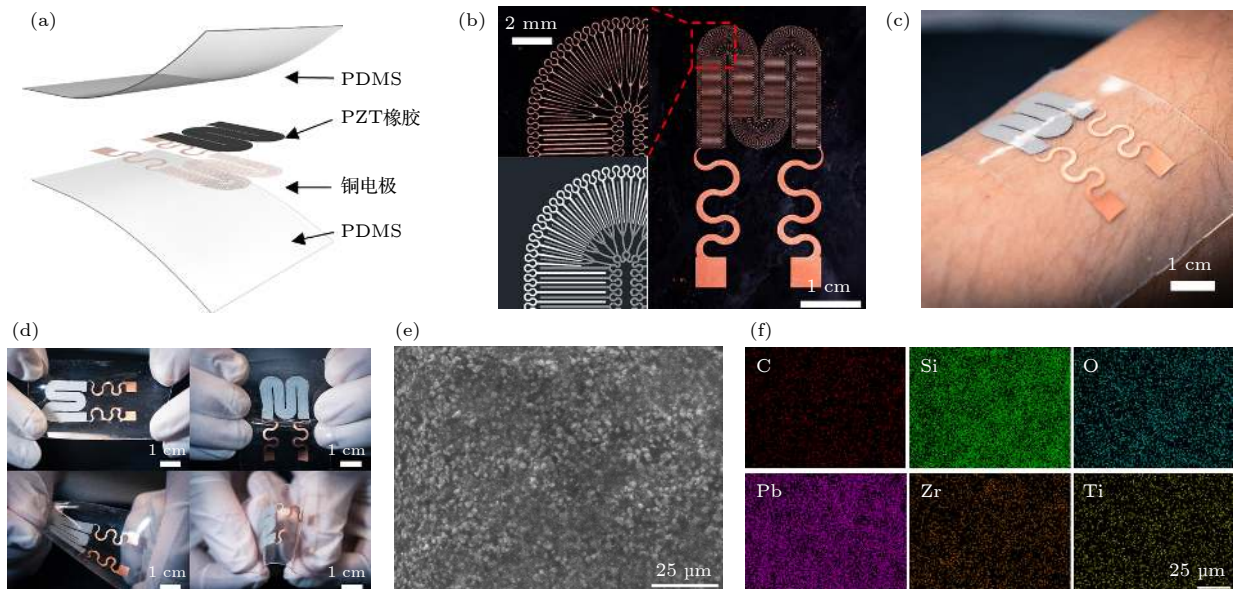 (a)
PDMS
PZT橡胶
铜电极
PDMS
(b)
2 mm
1 cm
(c)
1 cm
(d)
1 cm
1 cm
1 cm
1 cm
(e)
25 µm
(f)
C
Si
O
Pb
Zr
Ti
25 µm